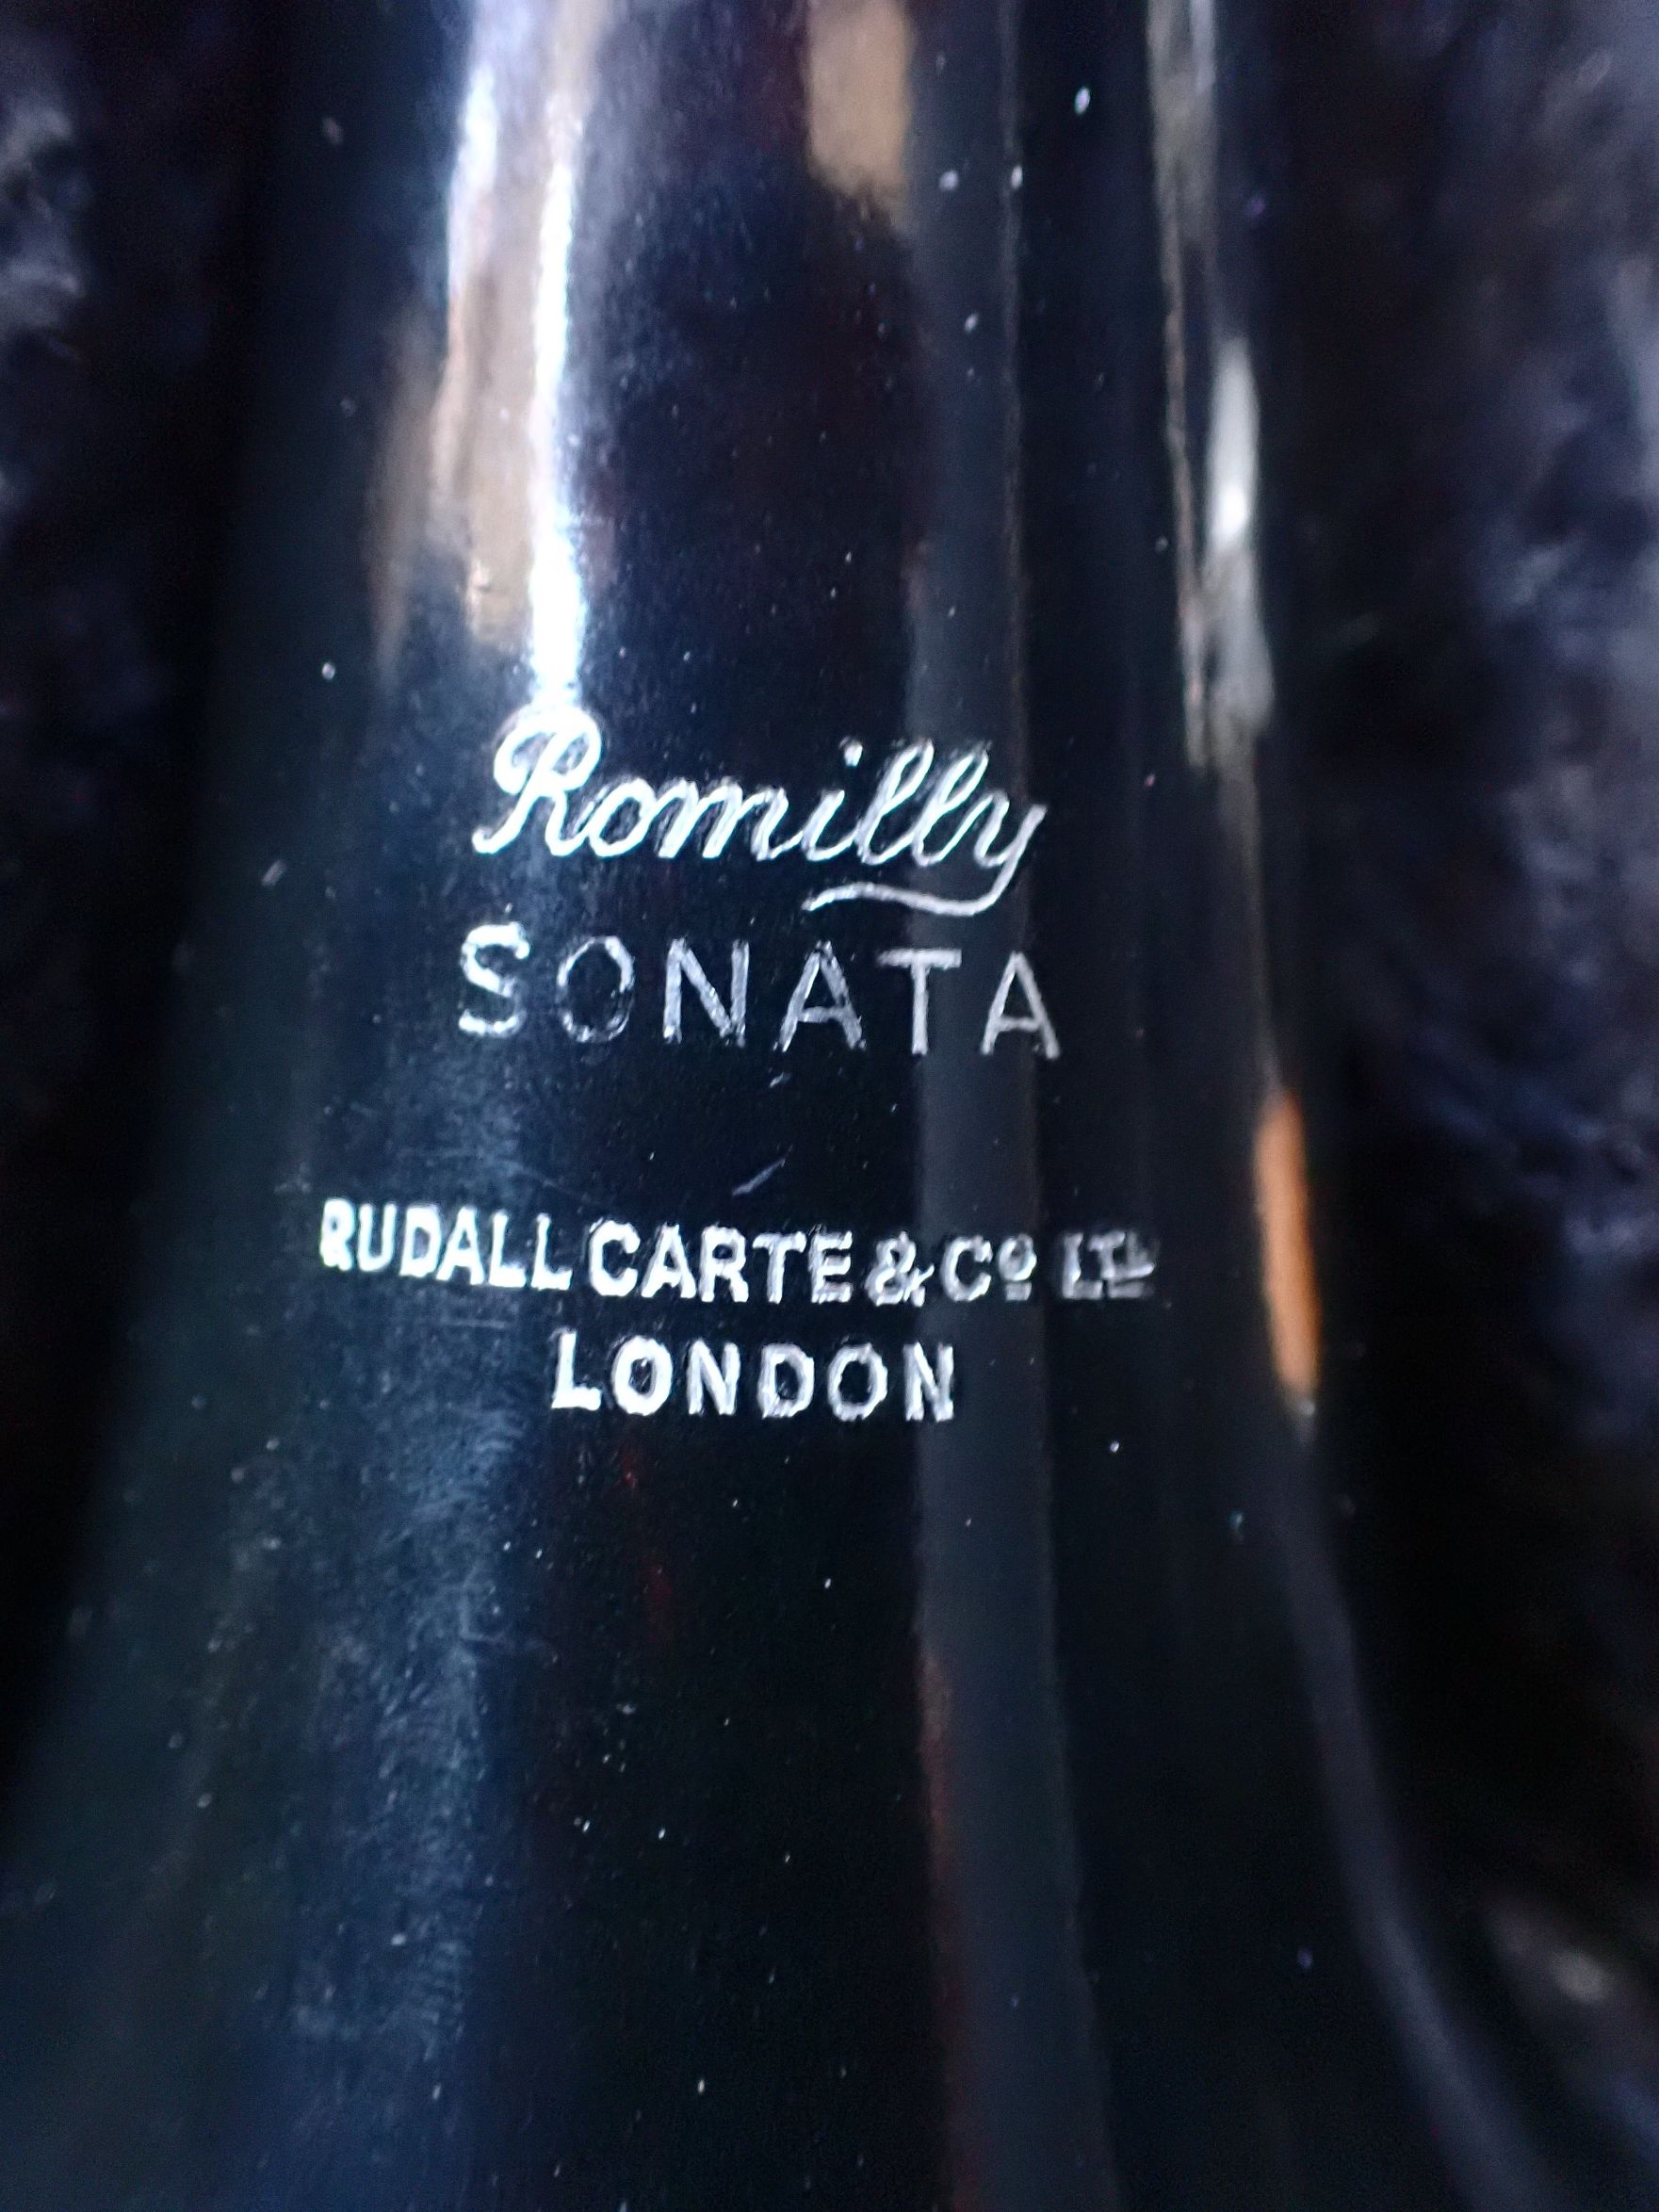 Romilly
SONATA
RUDALL CARTE & Cº LTD
LONDON